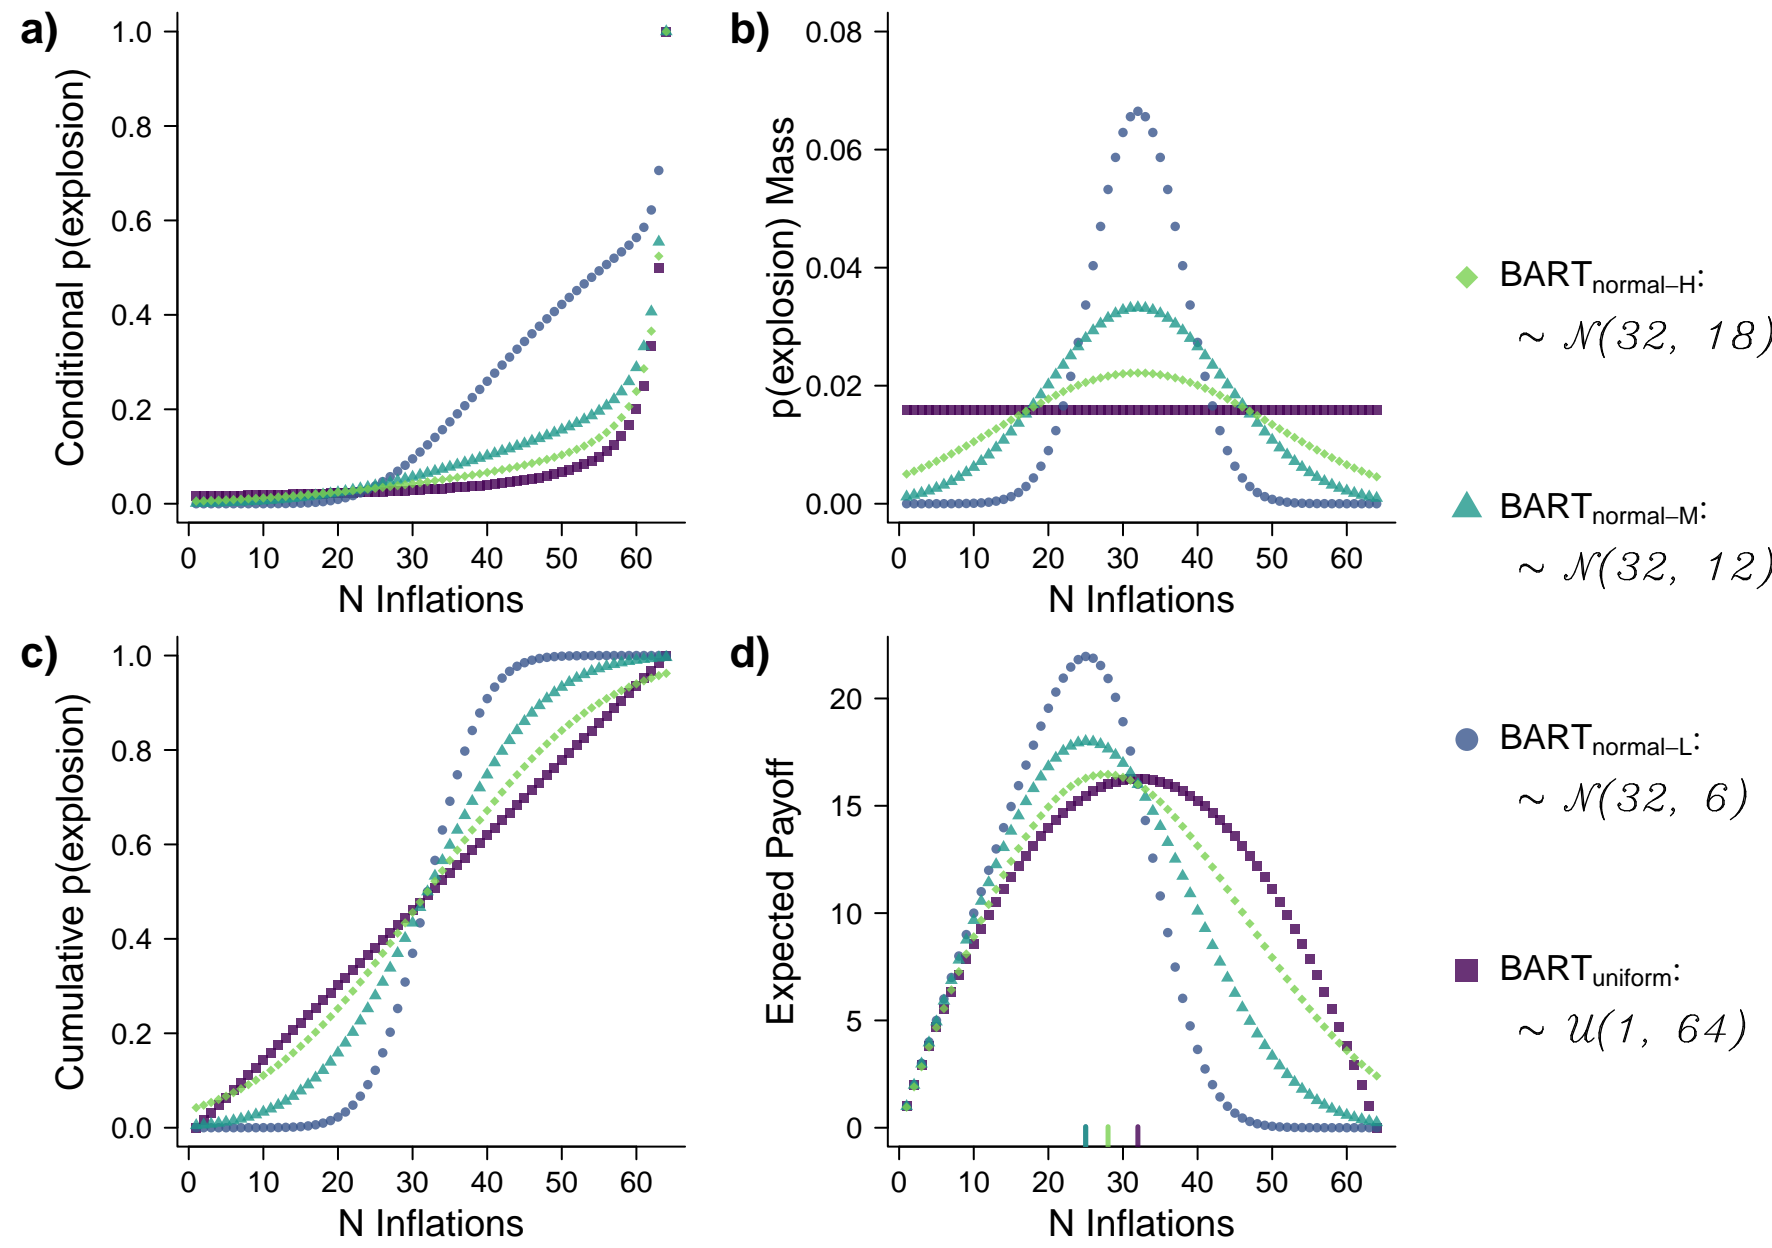 a)
Conditional p(explosion)
1.0
0.8
0.6
0.4
0.2
0.0
0 10 20 30 40 50 60
N Inflations
b)
p(explosion) Mass
0.08
0.06
0.04
0.02
0.00
0 10 20 30 40 50 60
N Inflations
c)
Cumulative p(explosion)
1.0
0.8
0.6
0.4
0.2
0.0
0 10 20 30 40 50 60
N Inflations
d)
Expected Payoff
20
15
10
5
0
0 10 20 30 40 50 60
N Inflations
BARTnormal−H:
~ 𝒩(32, 18)
BARTnormal−M:
~ 𝒩(32, 12)
BARTnormal−L:
~ 𝒩(32, 6)
BARTuniform:
~ 𝒰(1, 64)